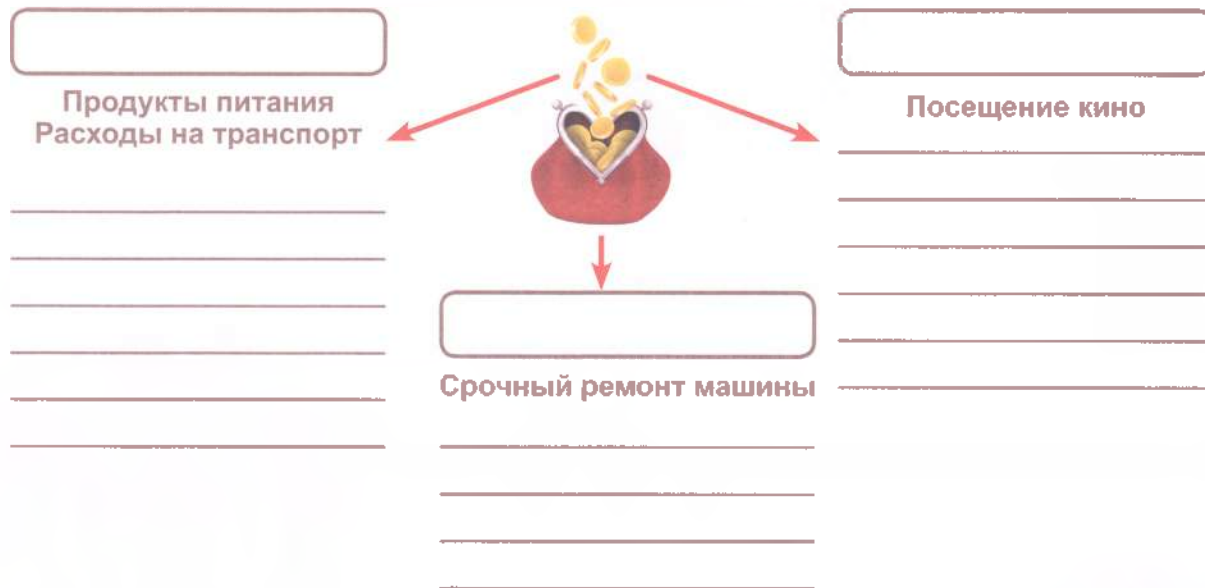 Продукты питания
Расходы на транспорт
Посещение кино
Срочный ремонт машины